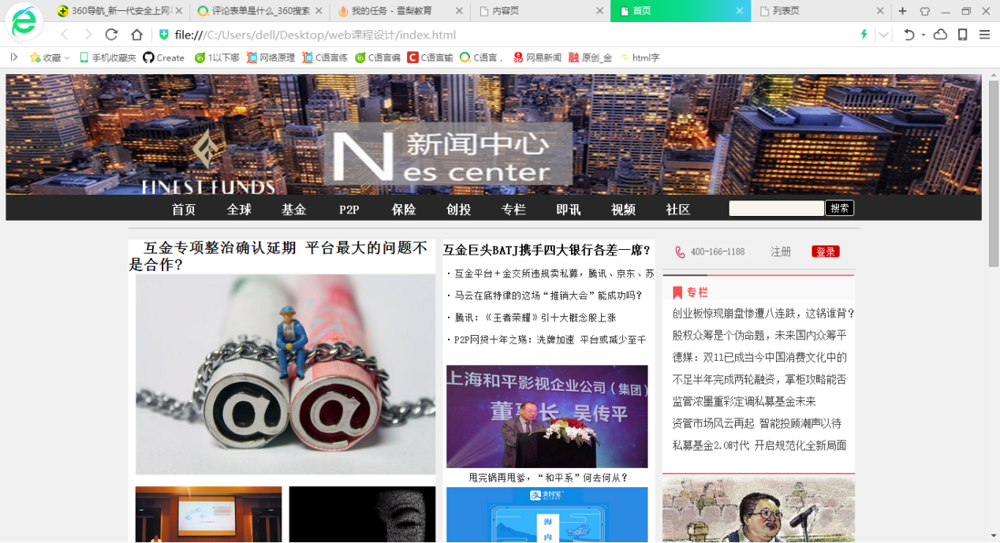 360导航_新一代安全上网导
评论表单是什么_360搜索
我的任务 - 雪梨教育
内容页
首页
列表页
file:///C:/Users/dell/Desktop/web课程设计/index.html
收藏
手机收藏夹
Create
1以下哪
网络原理
C语言练
C语言编
C语言输
C语言，
网易新闻
原创_金
html字
新闻中心
N es center
FINEST FUNDS
首页 全球 基金 P2P 保险 创投 专栏 即讯 视频 社区 搜索
互金专项整治确认延期 平台最大的问题不
是合作?
互金巨头BATJ携手四大银行各差一席?
· 互金平台＋金交所违规卖私募，腾讯、京东、苏
· 马云在底特律的这场“推销大会”能成功吗?
· 腾讯：《王者荣耀》引十大概念股上涨
· P2P网贷十年之殇：洗牌加速 平台或减少至千
上海和平影视企业公司（集团）
董事长 吴传平
甩完锅再甩爹，“和平系”何去何从?
支付宝
ALIPAY
海
内
400-166-1188 注册 登录
专栏
创业板惊现崩盘惨遭八连跌，这锅谁背?
股权众筹是个伪命题，未来国内众筹平
德媒：双11已成当今中国消费文化中的
不足半年完成两轮融资，掌柜攻略能否
监管浓墨重彩定调私募基金未来
资管市场风云再起 智能投顾潮声以待
私募基金2.0时代 开启规范化全新局面